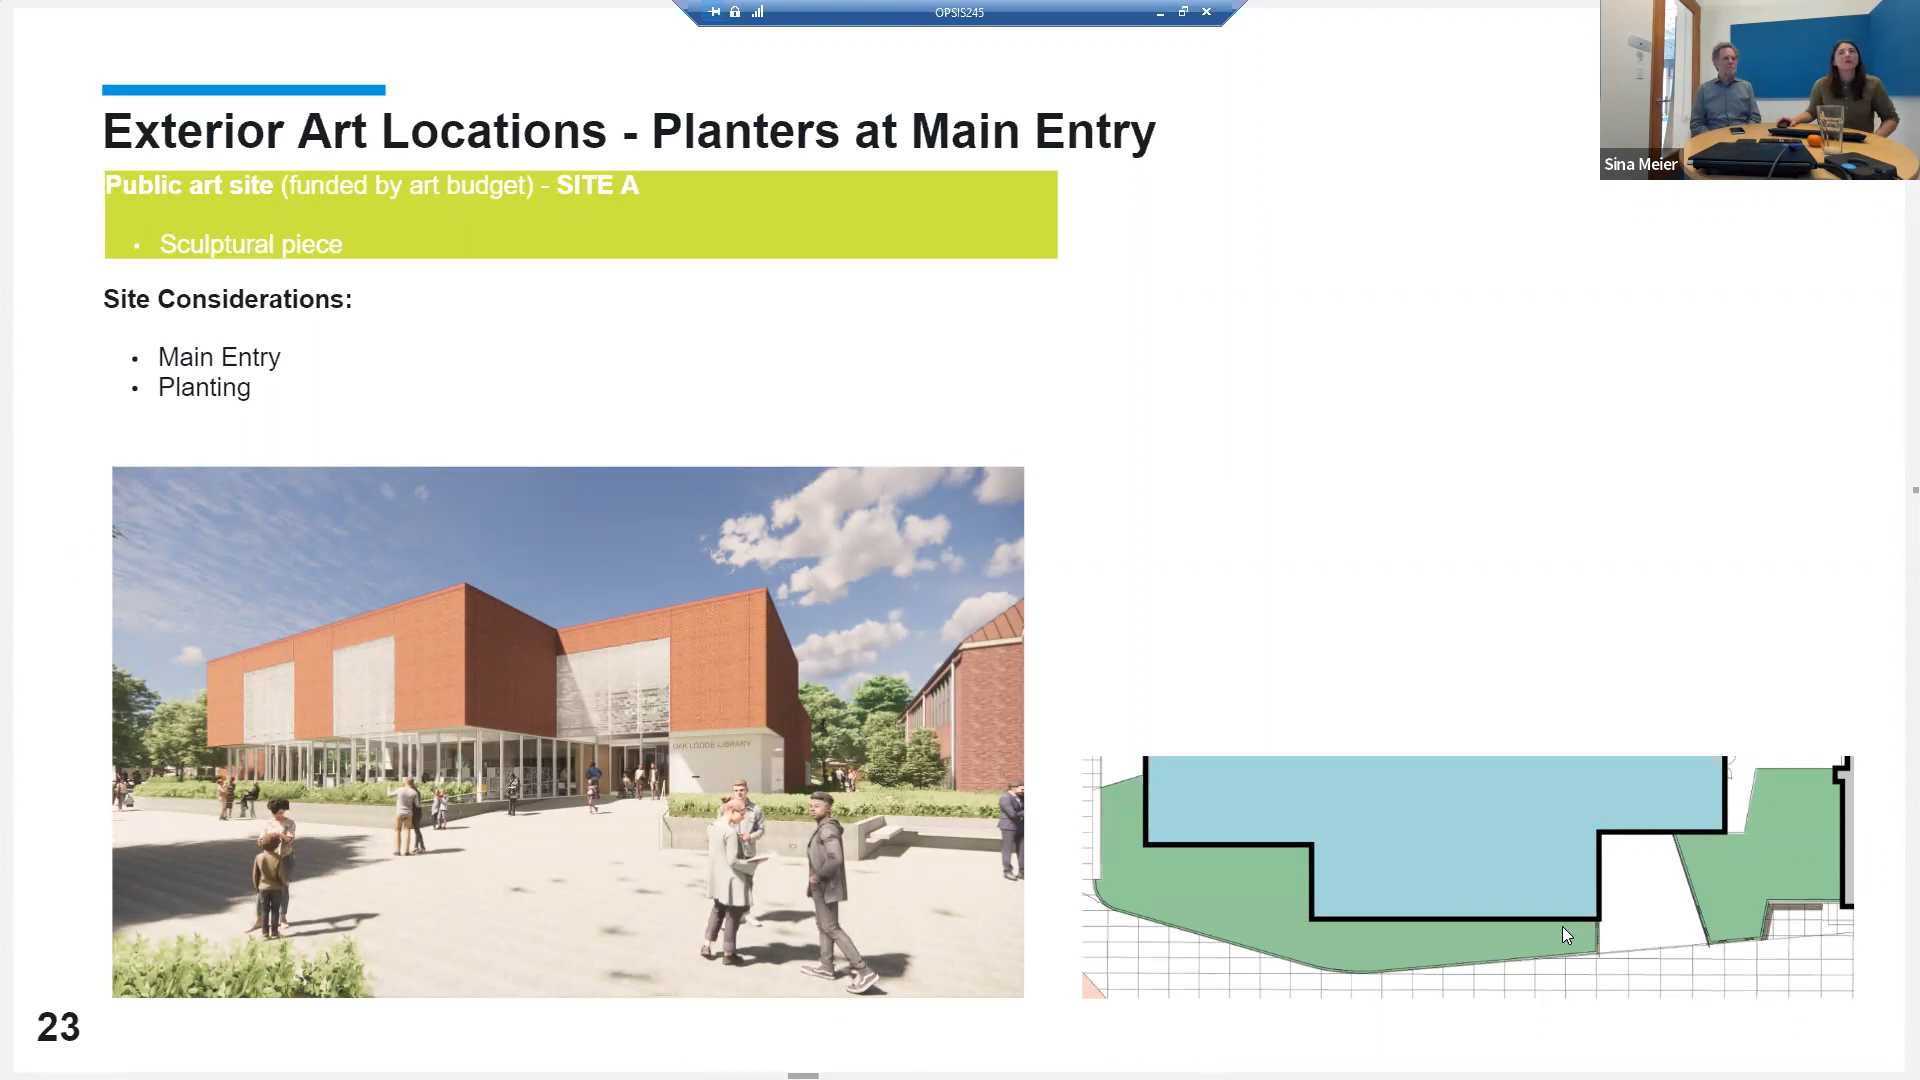 OPSIS245
Exterior Art Locations - Planters at Main Entry
Public art site (funded by art budget) - SITE A
• Sculptural piece
Site Considerations:
• Main Entry
• Planting
OAK LODGE LIBRARY
23
Sina Meier